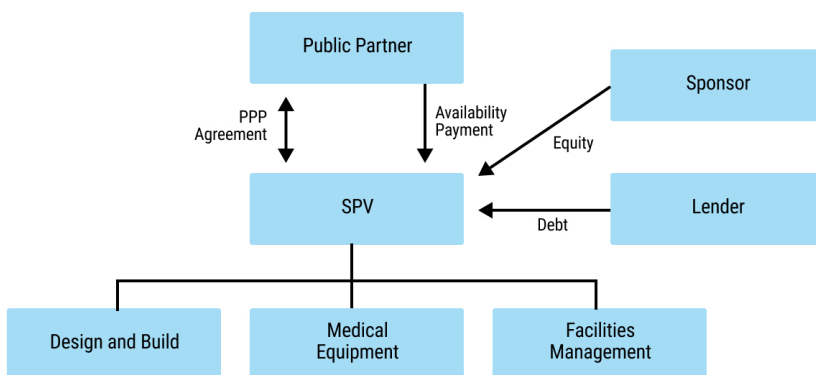 Public Partner
Sponsor
PPP
Agreement
Availability
Payment
Equity
SPV
Lender
Debt
Design and Build
Medical
Equipment
Facilities
Management